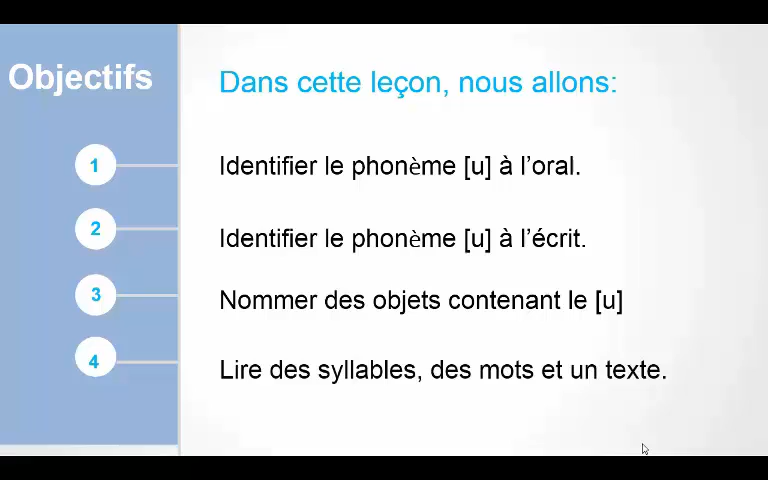 Objectifs
Dans cette leçon, nous allons:
1 Identifier le phonème [u] à l’oral.
2 Identifier le phonème [u] à l’écrit.
3 Nommer des objets contenant le [u]
4 Lire des syllables, des mots et un texte.